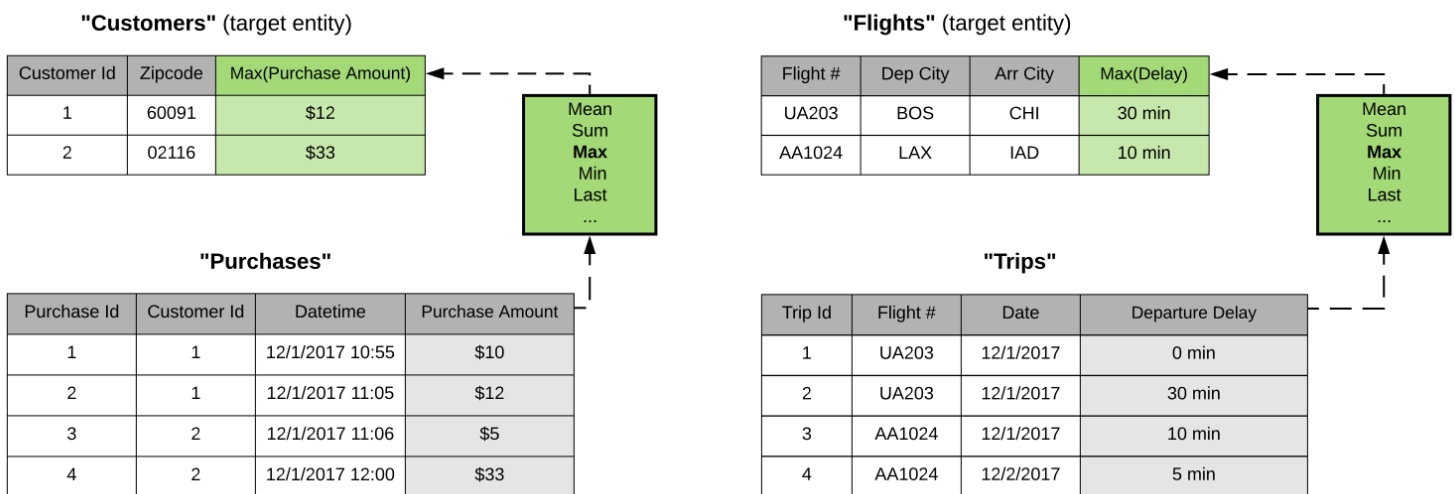 "Customers" (target entity)
Customer Id Zipcode Max(Purchase Amount)
1 60091 $12
2 02116 $33
Mean
Sum
Max
Min
Last
...
"Purchases"
Purchase Id Customer Id Datetime Purchase Amount
1 1 12/1/2017 10:55 $10
2 1 12/1/2017 11:05 $12
3 2 12/1/2017 11:06 $5
4 2 12/1/2017 12:00 $33
"Flights" (target entity)
Flight # Dep City Arr City Max(Delay)
UA203 BOS CHI 30 min
AA1024 LAX IAD 10 min
Mean
Sum
Max
Min
Last
...
"Trips"
Trip Id Flight # Date Departure Delay
1 UA203 12/1/2017 0 min
2 UA203 12/1/2017 30 min
3 AA1024 12/1/2017 10 min
4 AA1024 12/2/2017 5 min